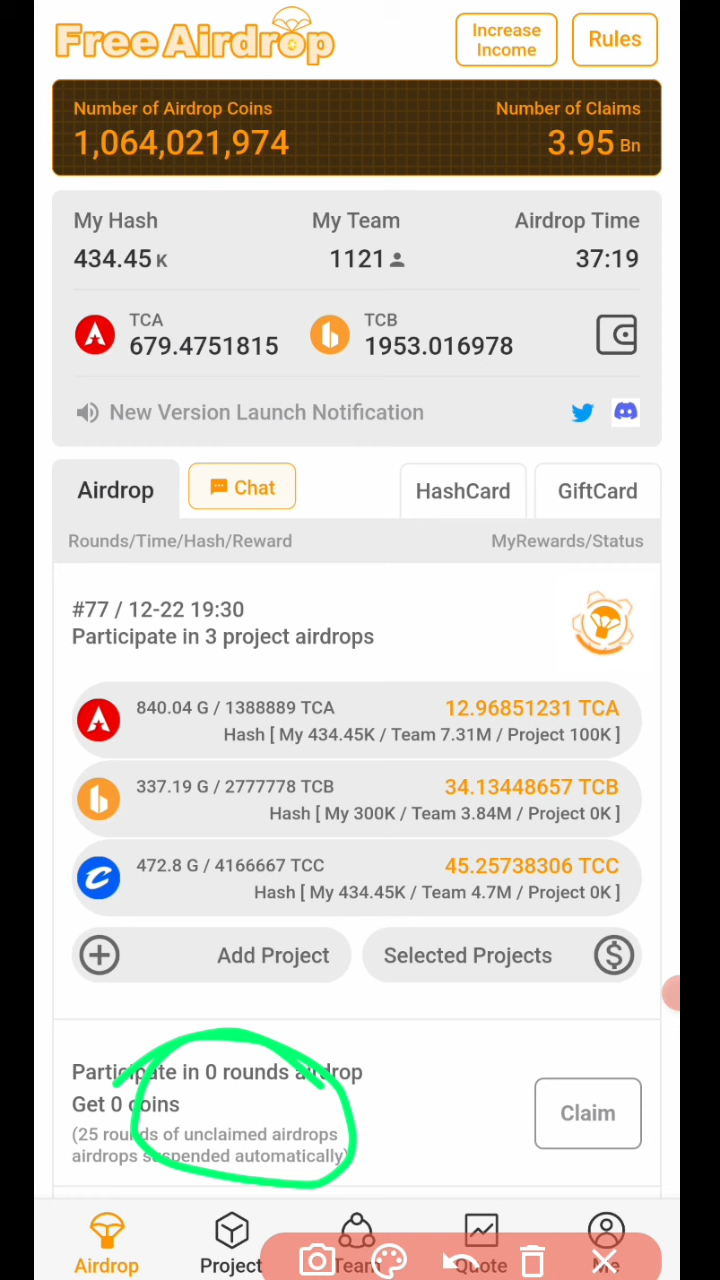 Free Airdrop
Increase
Income
Rules
Number of Airdrop Coins
Number of Claims
1,064,021,974
3.95 Bn
My Hash
My Team
Airdrop Time
434.45 K
1121
37:19
TCA
679.4751815
TCB
1953.016978
New Version Launch Notification
Airdrop
Chat
HashCard
GiftCard
Rounds/Time/Hash/Reward
MyRewards/Status
#77 / 12-22 19:30
Participate in 3 project airdrops
840.04 G / 1388889 TCA
12.96851231 TCA
Hash [ My 434.45K / Team 7.31M / Project 100K ]
337.19 G / 2777778 TCB
34.13448657 TCB
Hash [ My 300K / Team 3.84M / Project 0K ]
472.8 G / 4166667 TCC
45.25738306 TCC
Hash [ My 434.45K / Team 4.7M / Project 0K ]
Add Project
Selected Projects
Participate in 0 rounds airdrop
Get 0 coins
(25 rounds of unclaimed airdrops
airdrops suspended automatically)
Claim
Airdrop
Project
Team
Quote
Me